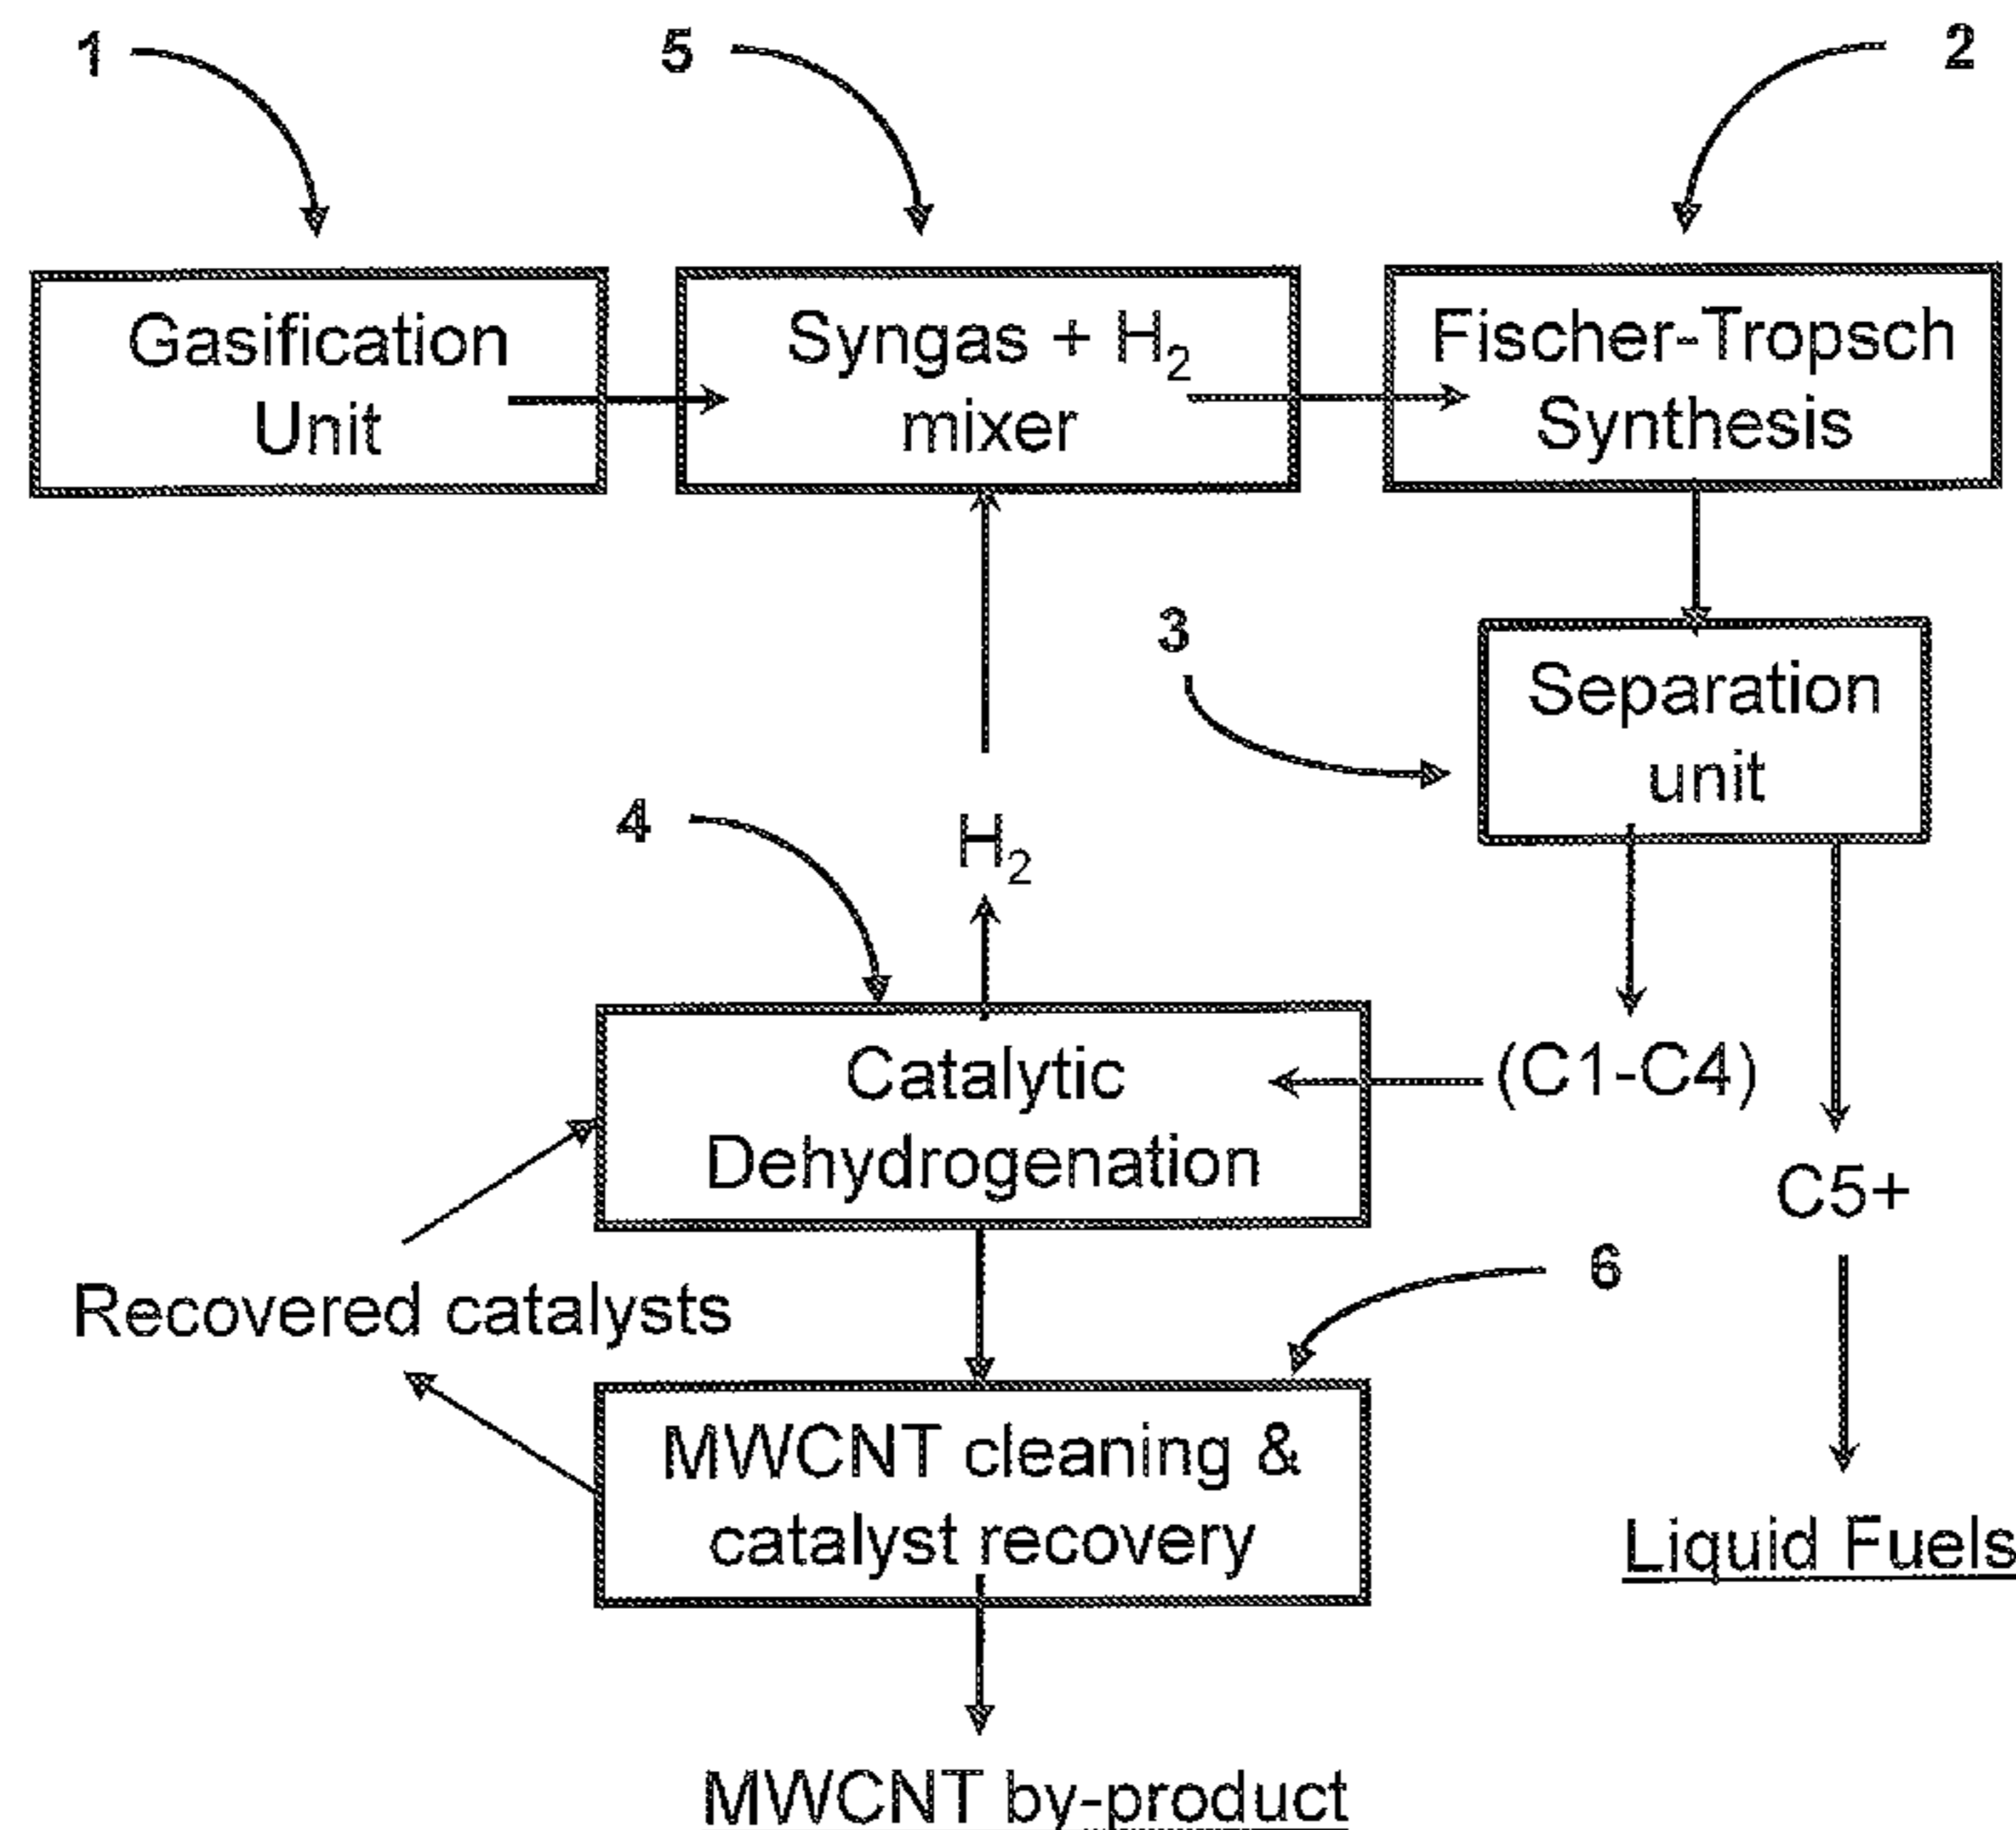 1
5
2
Gasification
Unit
Syngas + H₂
mixer
Fischer-Tropsch
Synthesis
3
Separation
unit
4
H₂
Catalytic
Dehydrogenation
(C1-C4)
C5+
Recovered catalysts
6
MWCNT cleaning &
catalyst recovery
Liquid Fuels
MWCNT by-product